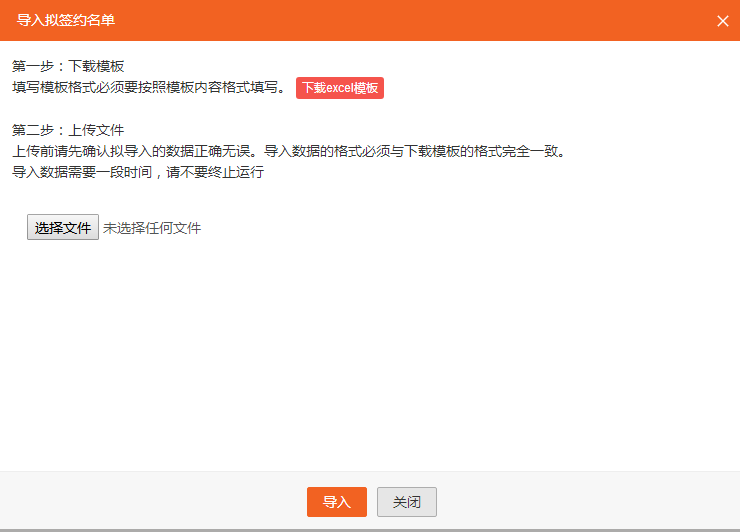 导入拟签约名单
第一步：下载模板
填写模板格式必须要按照模板内容格式填写。 下载excel模板
第二步：上传文件
上传前请先确认拟导入的数据正确无误。导入数据的格式必须与下载模板的格式完全一致。
导入数据需要一段时间，请不要终止运行
选择文件 未选择任何文件
导入 关闭